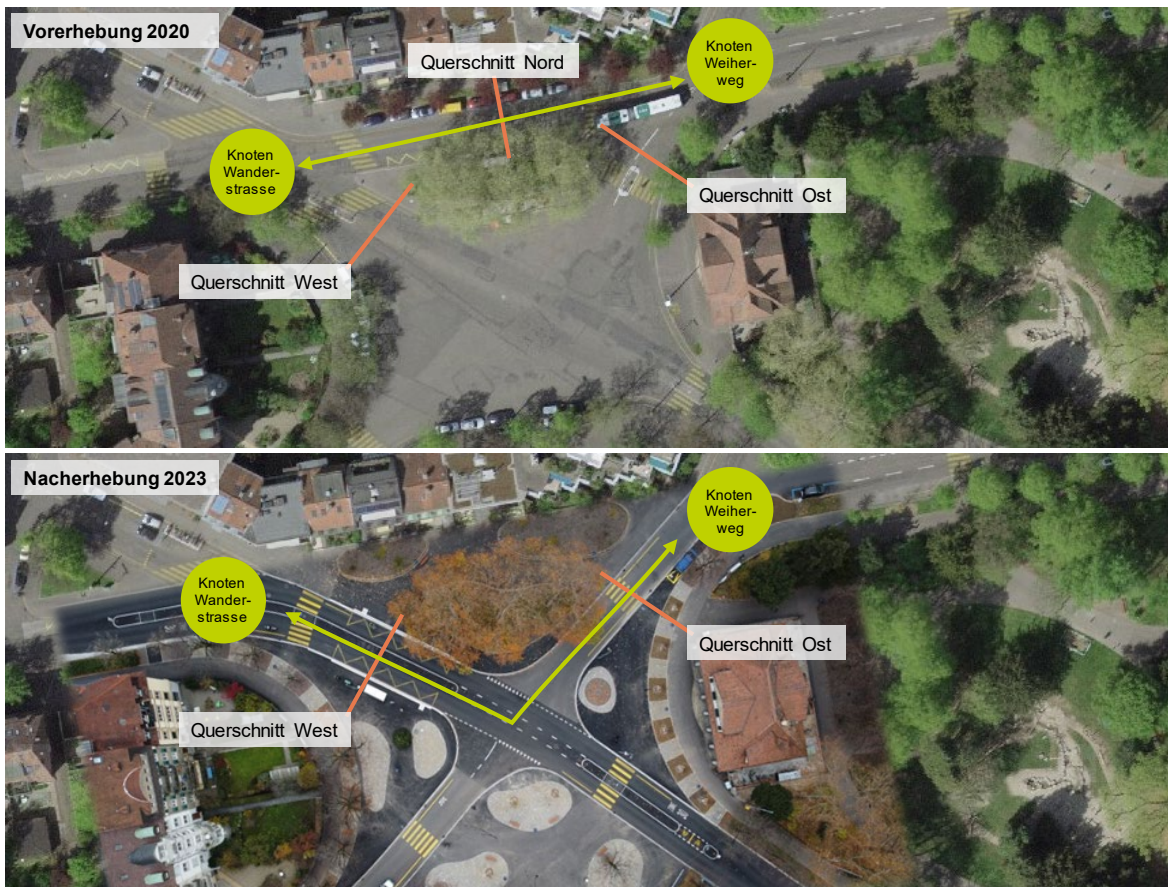 Vorerhebung 2020
Querschnitt Nord
Knoten
Weiher-
weg
Knoten
Wander-
strasse
Querschnitt Ost
Querschnitt West
Nacherhebung 2023
Knoten
Weiher-
weg
Knoten
Wander-
strasse
Querschnitt Ost
Querschnitt West